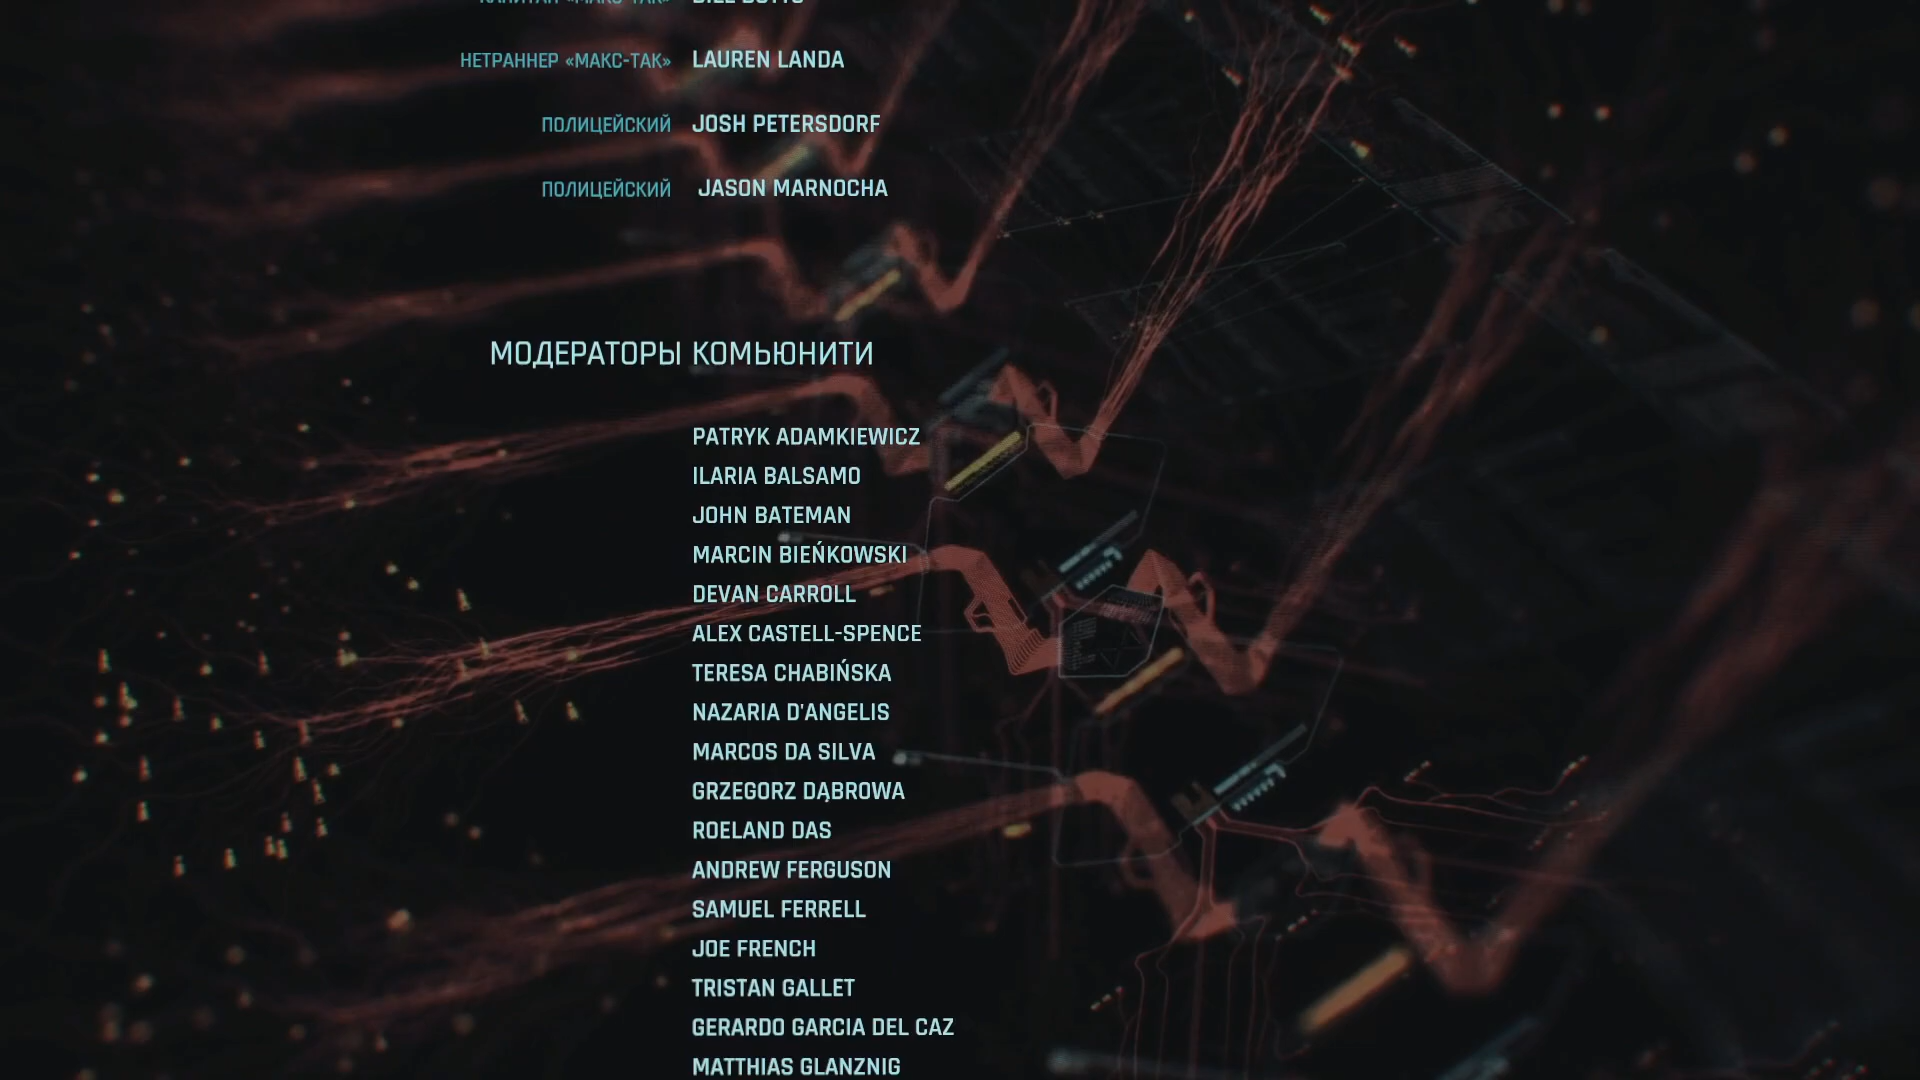 НЕТРАННЕР «МАКС-ТАК» LAUREN LANDA
ПОЛИЦЕЙСКИЙ JOSH PETERSDORF
ПОЛИЦЕЙСКИЙ JASON MARNOCHA
МОДЕРАТОРЫ КОМЬЮНИТИ
PATRYK ADAMKIEWICZ
ILARIA BALSAMO
JOHN BATEMAN
MARCIN BIEŃKOWSKI
DEVAN CARROLL
ALEX CASTELL-SPENCE
TERESA CHABIŃSKA
NAZARIA D'ANGELIS
MARCOS DA SILVA
GRZEGORZ DĄBROWA
ROELAND DAS
ANDREW FERGUSON
SAMUEL FERRELL
JOE FRENCH
TRISTAN GALLET
GERARDO GARCIA DEL CAZ
MATTHIAS GLANZNIG